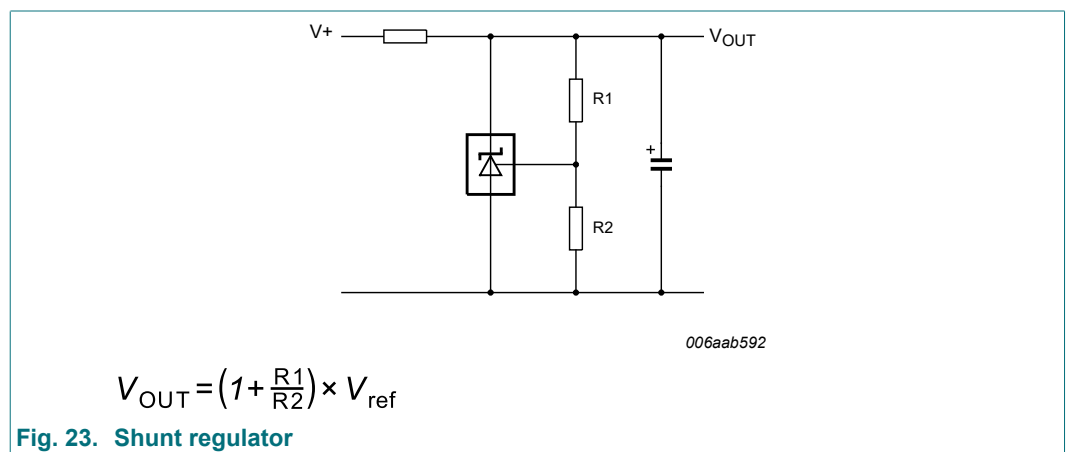 V+
VOUT
R1
+
R2
006aab592
VOUT = (1 + R1/R2) × Vref
Fig. 23. Shunt regulator